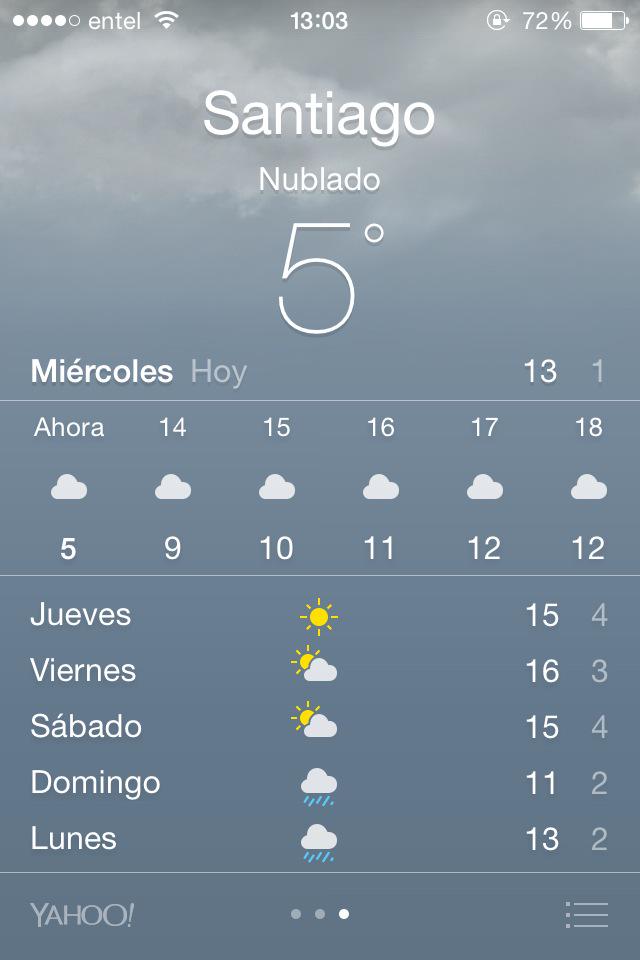 entel 13:03 72%
Santiago
Nublado
5°
Miércoles Hoy 13 1
Ahora 14 15 16 17 18
5 9 10 11 12 12
Jueves 15 4
Viernes 16 3
Sábado 15 4
Domingo 11 2
Lunes 13 2
YAHOO!